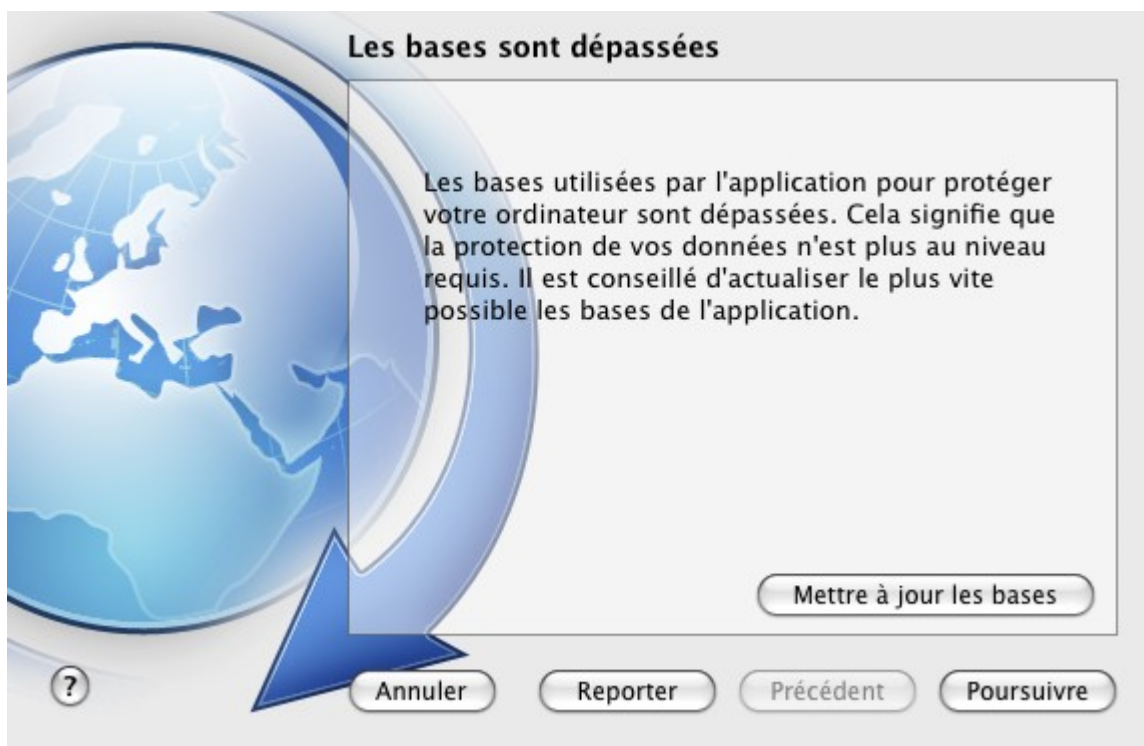 Les bases sont dépassées
Les bases utilisées par l'application pour protéger
votre ordinateur sont dépassées. Cela signifie que
la protection de vos données n'est plus au niveau
requis. Il est conseillé d'actualiser le plus vite
possible les bases de l'application.
Mettre à jour les bases
?
Annuler
Reporter
Précédent
Poursuivre